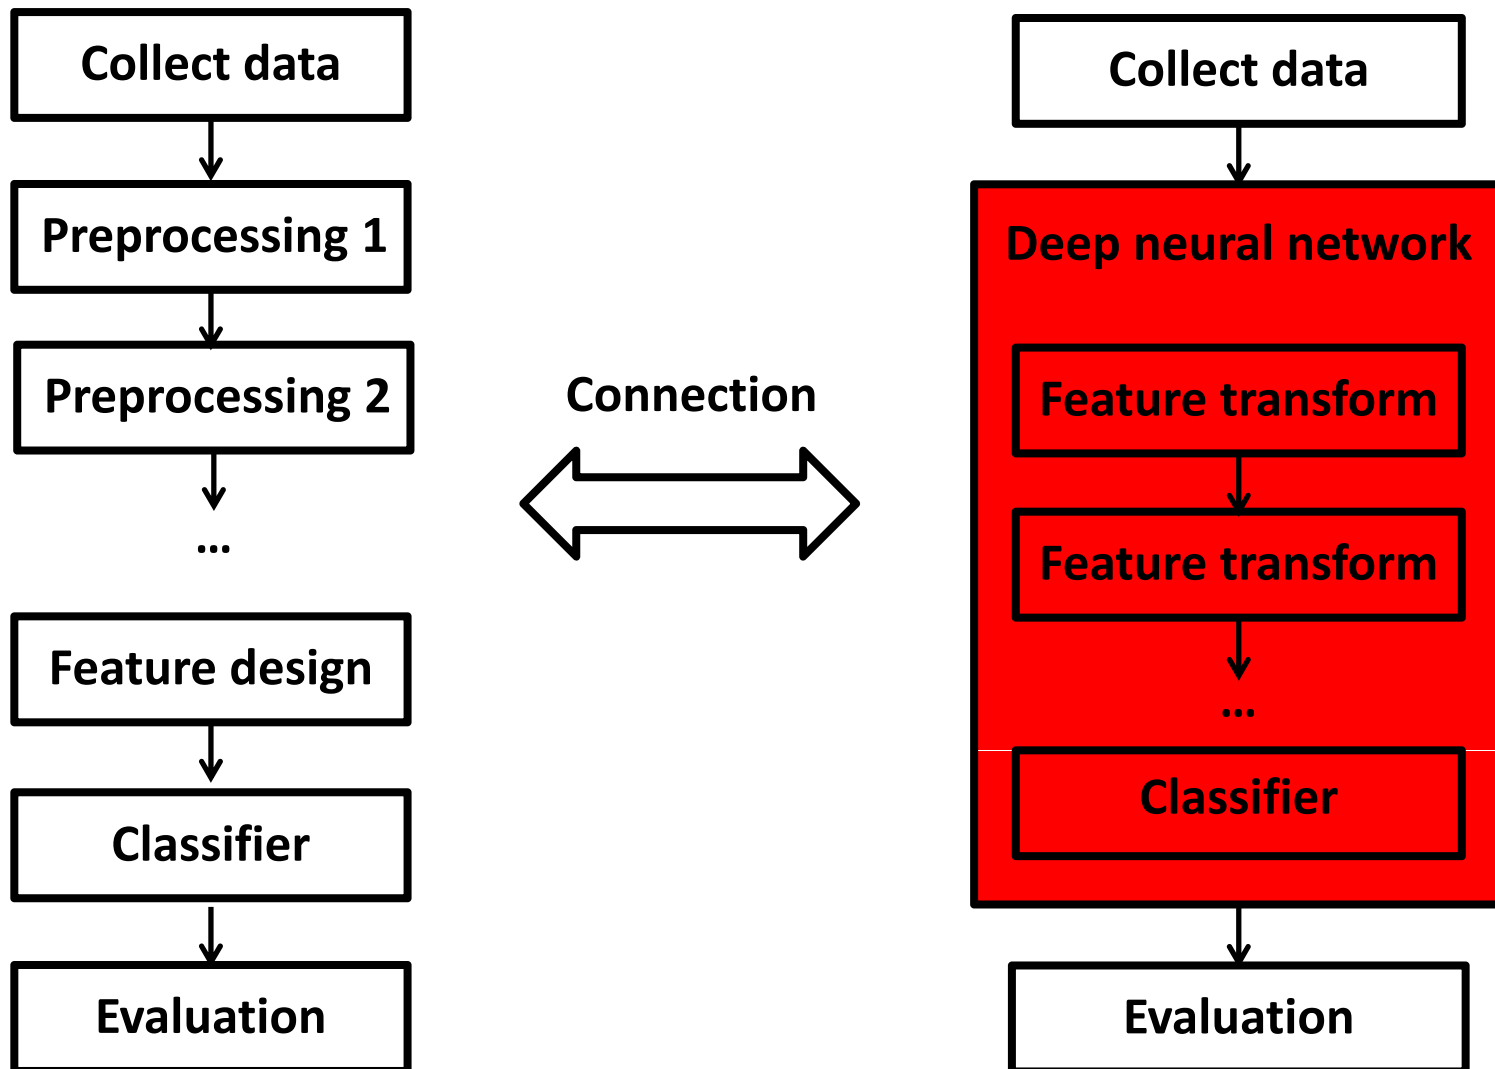 Collect data
Preprocessing 1
Preprocessing 2
...
Feature design
Classifier
Evaluation
Connection
Collect data
Deep neural network
Feature transform
Feature transform
...
Classifier
Evaluation